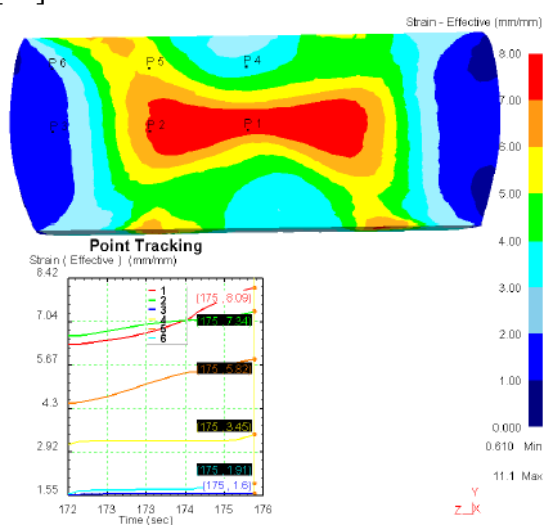 Strain - Effective (mm/mm)
8.00
7.00
6.00
5.00
4.00
3.00
2.00
1.00
0.000
0.610 Min
11.1 Max
P 6
P 5
P 4
P 3
P 2
P 1
Point Tracking
Strain ( Effective ) (mm/mm)
8.42
7.04
5.67
4.3
2.92
1.55
1
2
3
4
5
6
(175 , 8.09)
(175 , 7.34)
(175 , 5.82)
(175 , 3.45)
(175 , 1.91)
(175 , 1.6)
172
173
173
174
175
175
176
Time (sec)
Y
Z
X